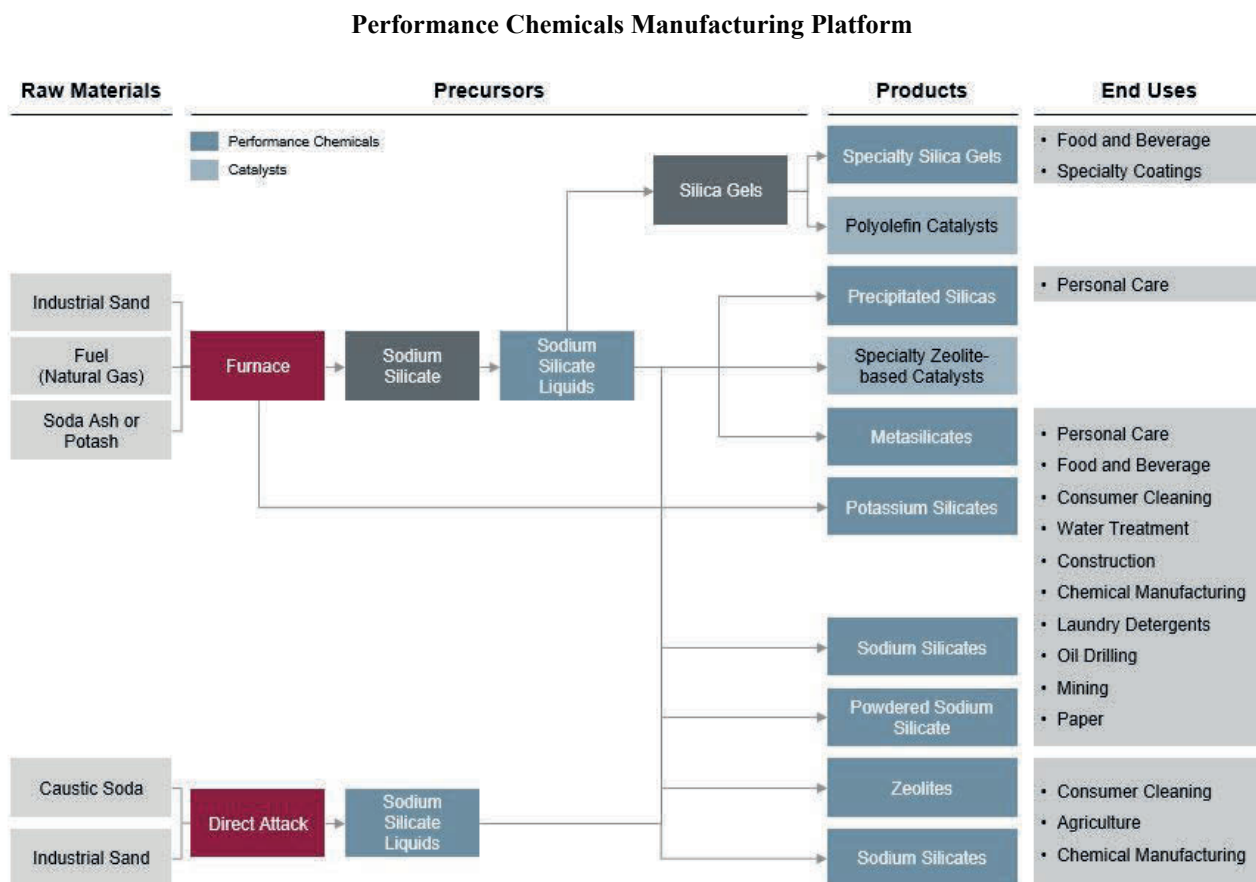 Performance Chemicals Manufacturing Platform
Raw Materials
Precursors
Products
End Uses
Performance Chemicals
Catalysts
Silica Gels
Specialty Silica Gels
• Food and Beverage
• Specialty Coatings
Polyolefin Catalysts
Industrial Sand
Fuel
(Natural Gas)
Soda Ash or
Potash
Furnace
Sodium
Silicate
Sodium
Silicate
Liquids
Precipitated Silicas
• Personal Care
Specialty Zeolite-
based Catalysts
Metasilicates
Potassium Silicates
Sodium Silicates
Powdered Sodium
Silicate
• Personal Care
• Food and Beverage
• Consumer Cleaning
• Water Treatment
• Construction
• Chemical Manufacturing
• Laundry Detergents
• Oil Drilling
• Mining
• Paper
Caustic Soda
Industrial Sand
Direct Attack
Sodium
Silicate
Liquids
Zeolites
Sodium Silicates
• Consumer Cleaning
• Agriculture
• Chemical Manufacturing